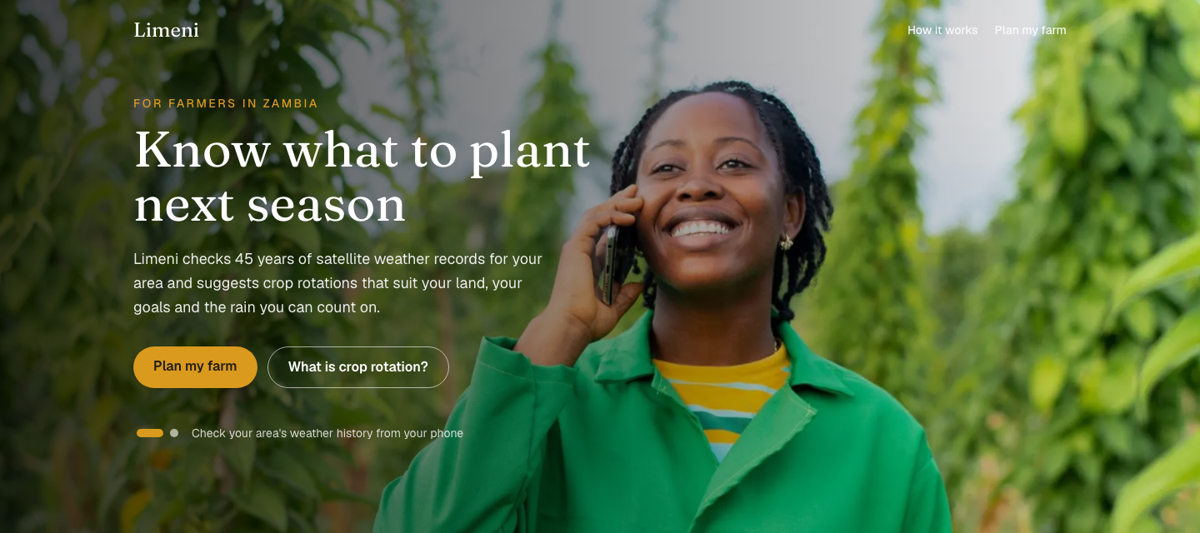 Limeni
How it works
Plan my farm
FOR FARMERS IN ZAMBIA
Know what to plant
next season
Limeni checks 45 years of satellite weather records for your
area and suggests crop rotations that suit your land, your
goals and the rain you can count on.
Plan my farm
What is crop rotation?
Check your area's weather history from your phone